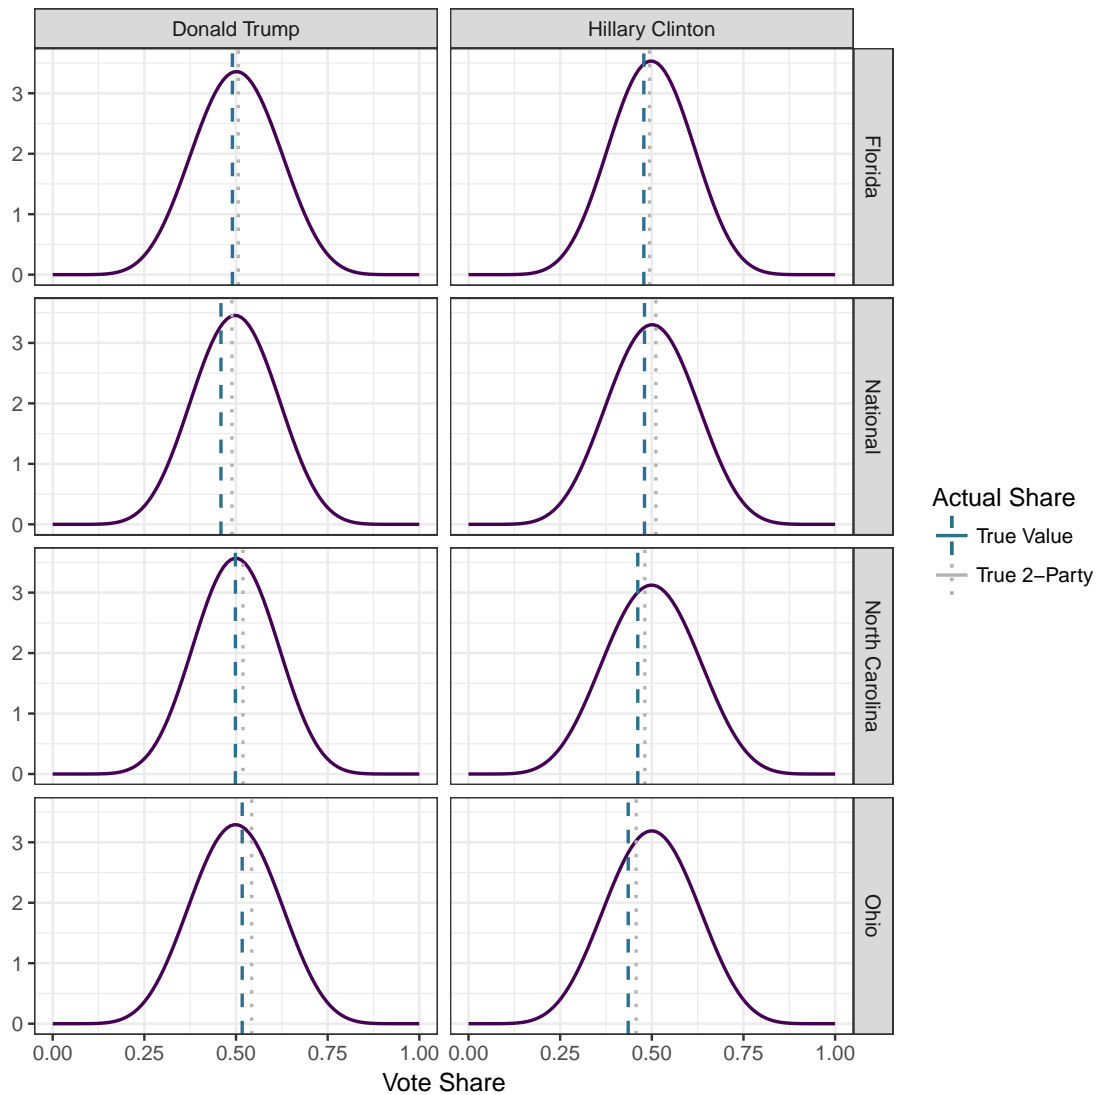 Donald Trump
Hillary Clinton
3
2
1
0
Florida
3
2
1
0
National
3
2
1
0
North Carolina
3
2
1
0
Ohio
0.00 0.25 0.50 0.75 1.00
0.00 0.25 0.50 0.75 1.00
Vote Share
Actual Share
True Value
True 2−Party